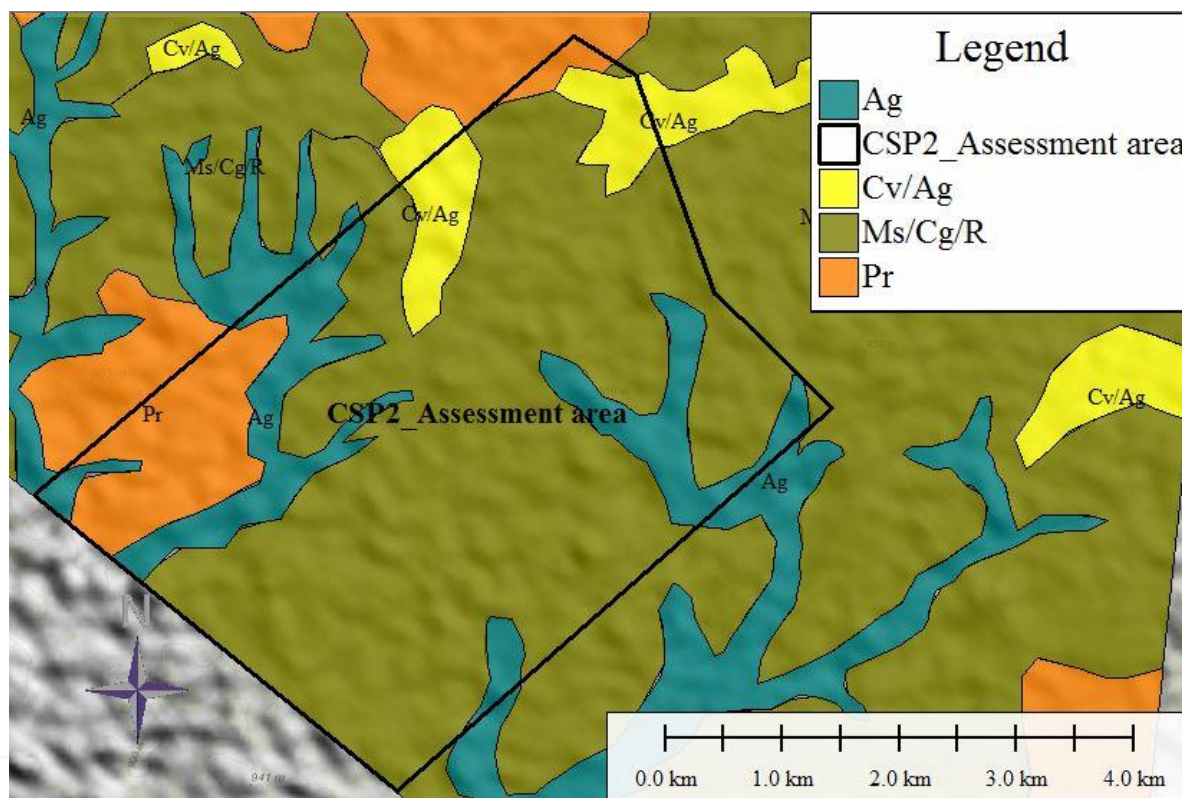 Legend
Ag
CSP2_Assessment area
Cv/Ag
Ms/Cg/R
Pr
Cv/Ag
Ag
Cv/Ag
Ms/Cg/R
Cv/Ag
M
Cv/Ag
Pr
Ag
CSP2_Assessment area
Ag
N
941 m
0.0 km 1.0 km 2.0 km 3.0 km 4.0 km